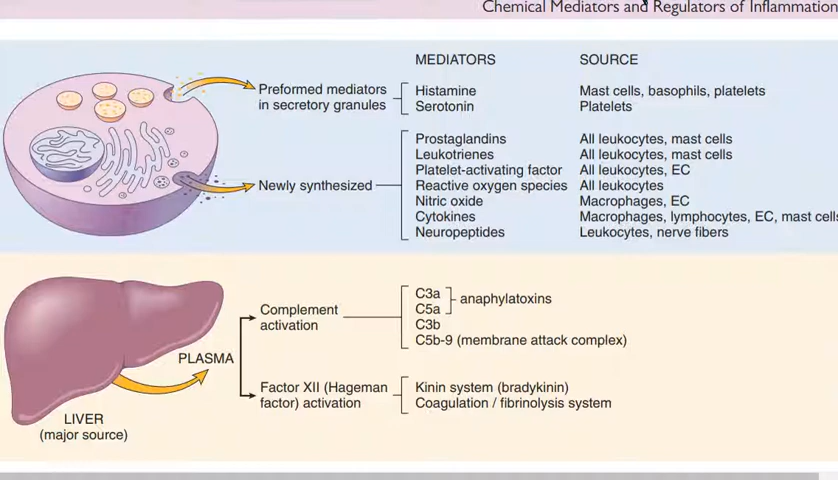 Chemical Mediators and Regulators of Inflammation
MEDIATORS SOURCE
Preformed mediators
in secretory granules
Histamine Mast cells, basophils, platelets
Serotonin Platelets
Newly synthesized
Prostaglandins All leukocytes, mast cells
Leukotrienes All leukocytes, mast cells
Platelet-activating factor All leukocytes, EC
Reactive oxygen species All leukocytes
Nitric oxide Macrophages, EC
Cytokines Macrophages, lymphocytes, EC, mast cells
Neuropeptides Leukocytes, nerve fibers
LIVER
(major source)
PLASMA
Complement
activation
C3a
C5a
anaphylatoxins
C3b
C5b-9 (membrane attack complex)
Factor XII (Hageman
factor) activation
Kinin system (bradykinin)
Coagulation / fibrinolysis system